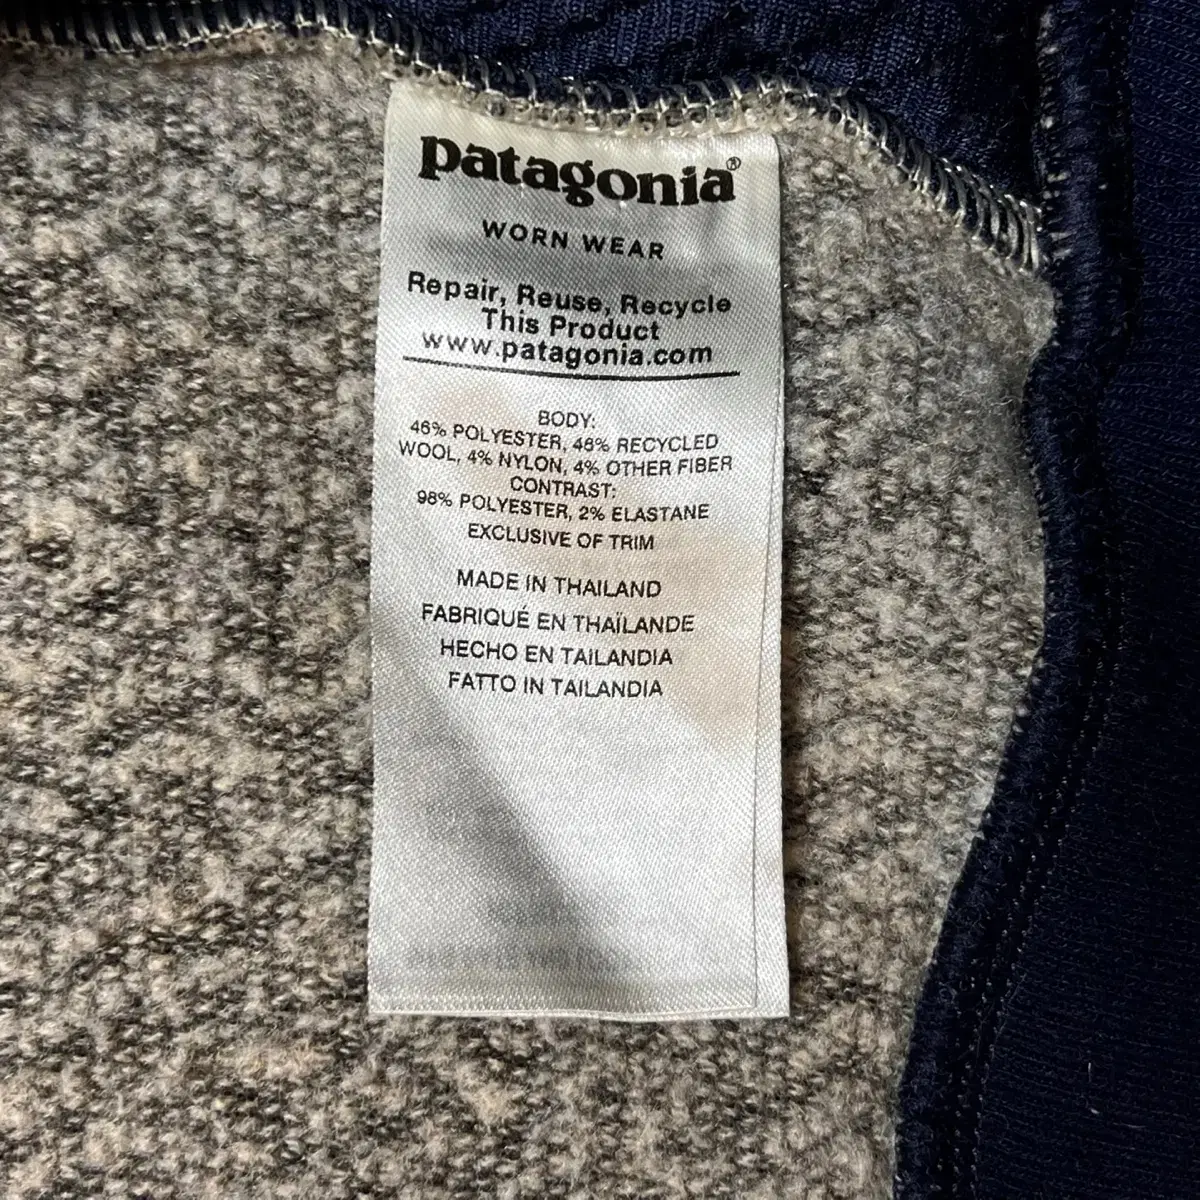 patagonia®
WORN WEAR
Repair, Reuse, Recycle
This Product
www.patagonia.com
BODY:
46% POLYESTER, 46% RECYCLED
WOOL, 4% NYLON, 4% OTHER FIBER
CONTRAST:
98% POLYESTER, 2% ELASTANE
EXCLUSIVE OF TRIM
MADE IN THAILAND
FABRIQUÉ EN THAÏLANDE
HECHO EN TAILANDIA
FATTO IN TAILANDIA